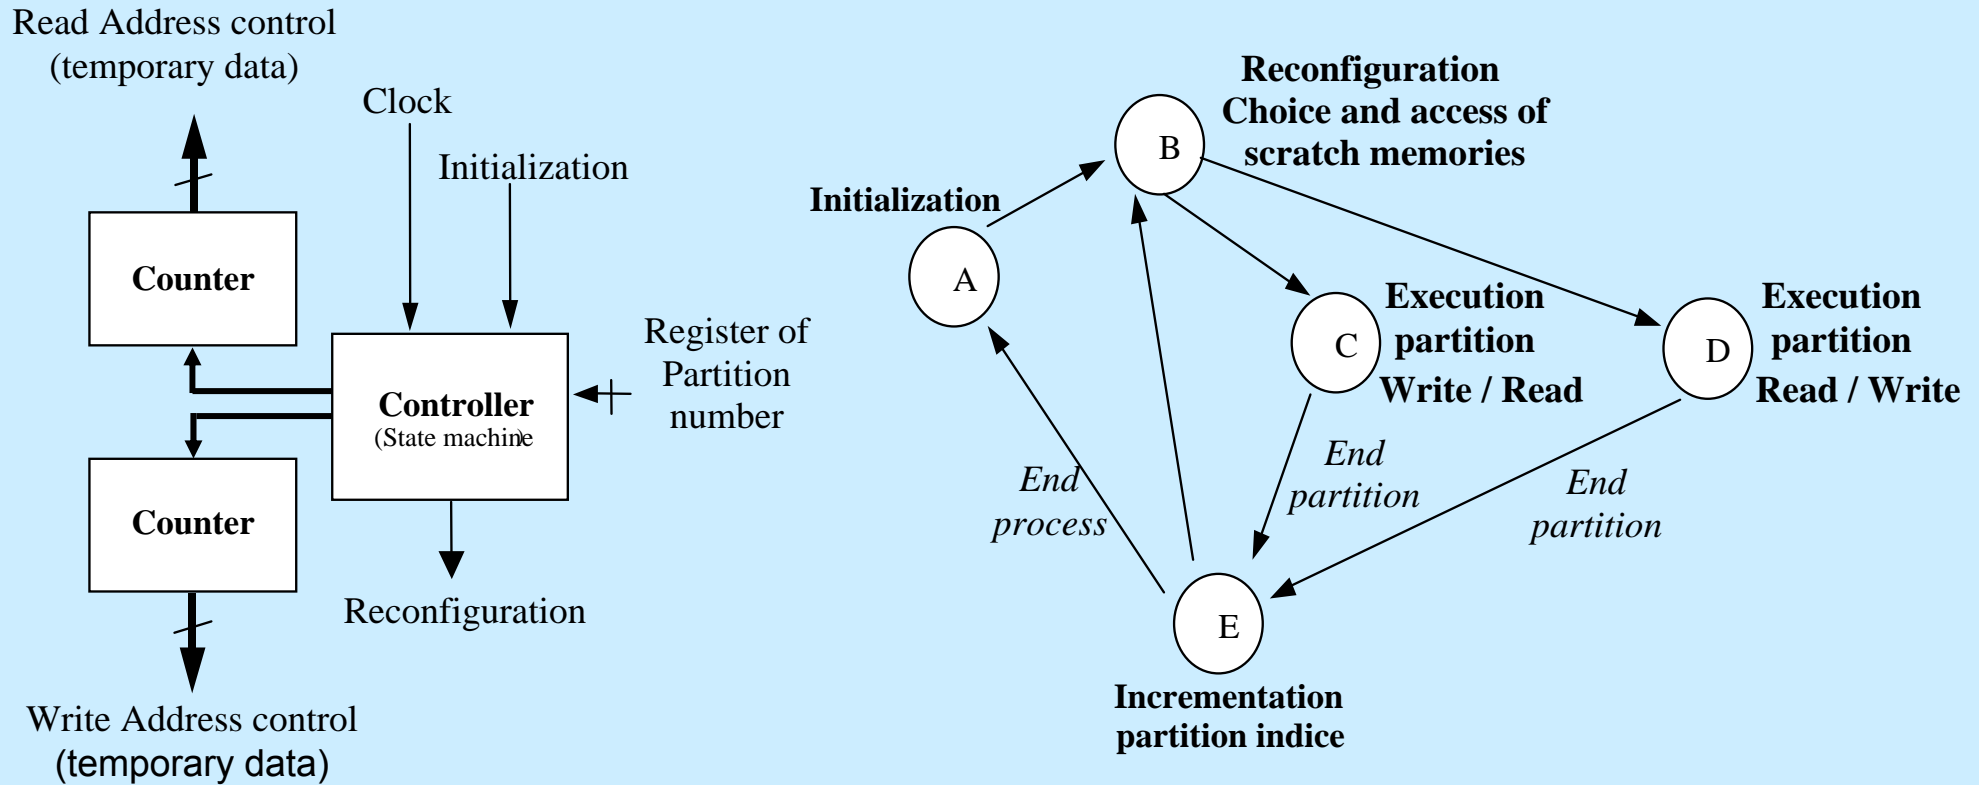 Read Address control
(temporary data)
Clock
Initialization
Counter
Register of
Partition
number
Controller
(State machine)
Counter
Reconfiguration
Write Address control
(temporary data)
Reconfiguration
Choice and access of
scratch memories
B
Initialization
A
Execution
partition
Write / Read
C
Execution
partition
Read / Write
D
End
process
End
partition
End
partition
E
Incrementation
partition indice